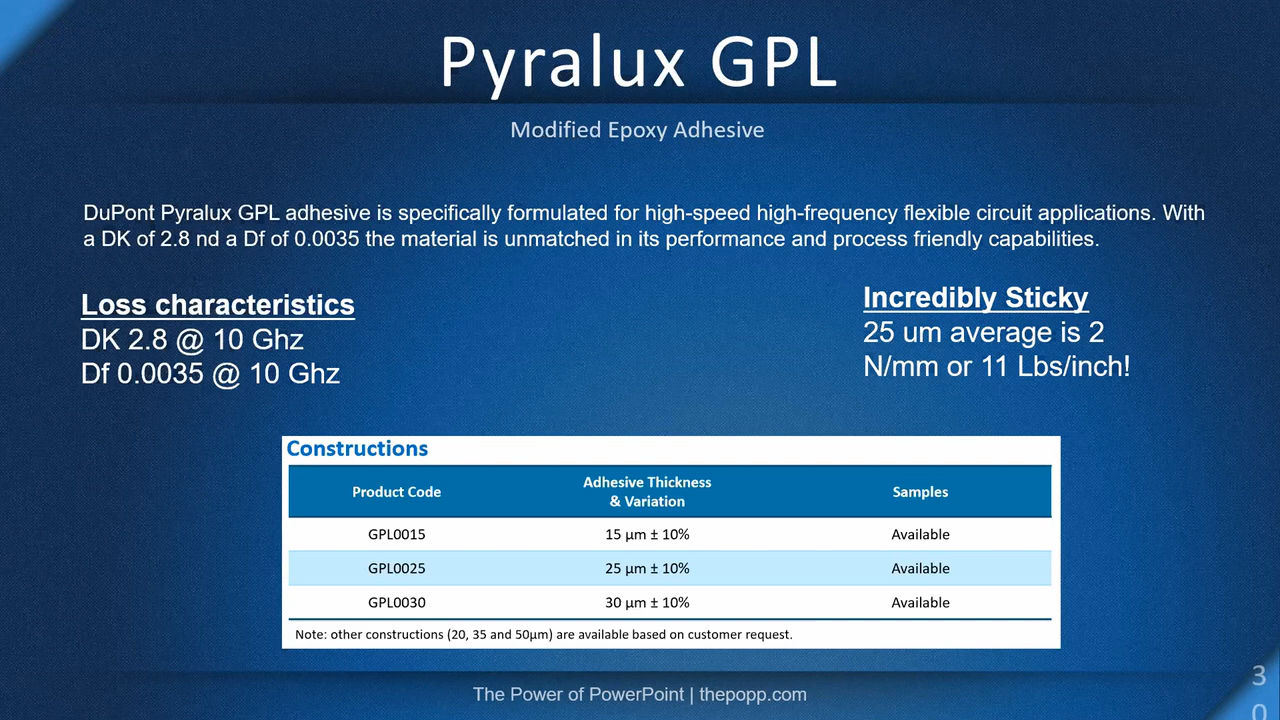 Pyralux GPL
Modified Epoxy Adhesive
DuPont Pyralux GPL adhesive is specifically formulated for high-speed high-frequency flexible circuit applications. With
a DK of 2.8 nd a Df of 0.0035 the material is unmatched in its performance and process friendly capabilities.
Loss characteristics
DK 2.8 @ 10 Ghz
Df 0.0035 @ 10 Ghz
Incredibly Sticky
25 um average is 2
N/mm or 11 Lbs/inch!
Constructions
Product Code
Adhesive Thickness
& Variation
Samples
GPL0015 15 µm ± 10% Available
GPL0025 25 µm ± 10% Available
GPL0030 30 µm ± 10% Available
Note: other constructions (20, 35 and 50µm) are available based on customer request.
The Power of PowerPoint | thepopp.com
3
0